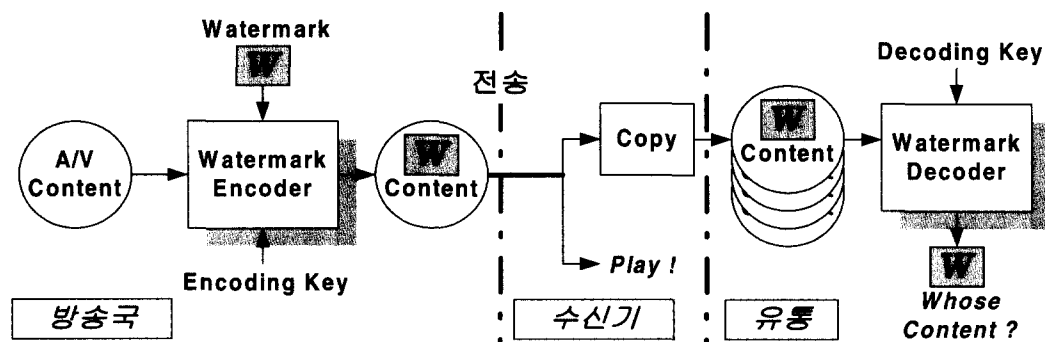 Watermark
W
전송
Decoding Key
A/V
Content
Watermark
Encoder
W
Content
Copy
W
Content
Watermark
Decoder
Encoding Key
Play !
W
Whose
Content ?
방송국
수신기
유통